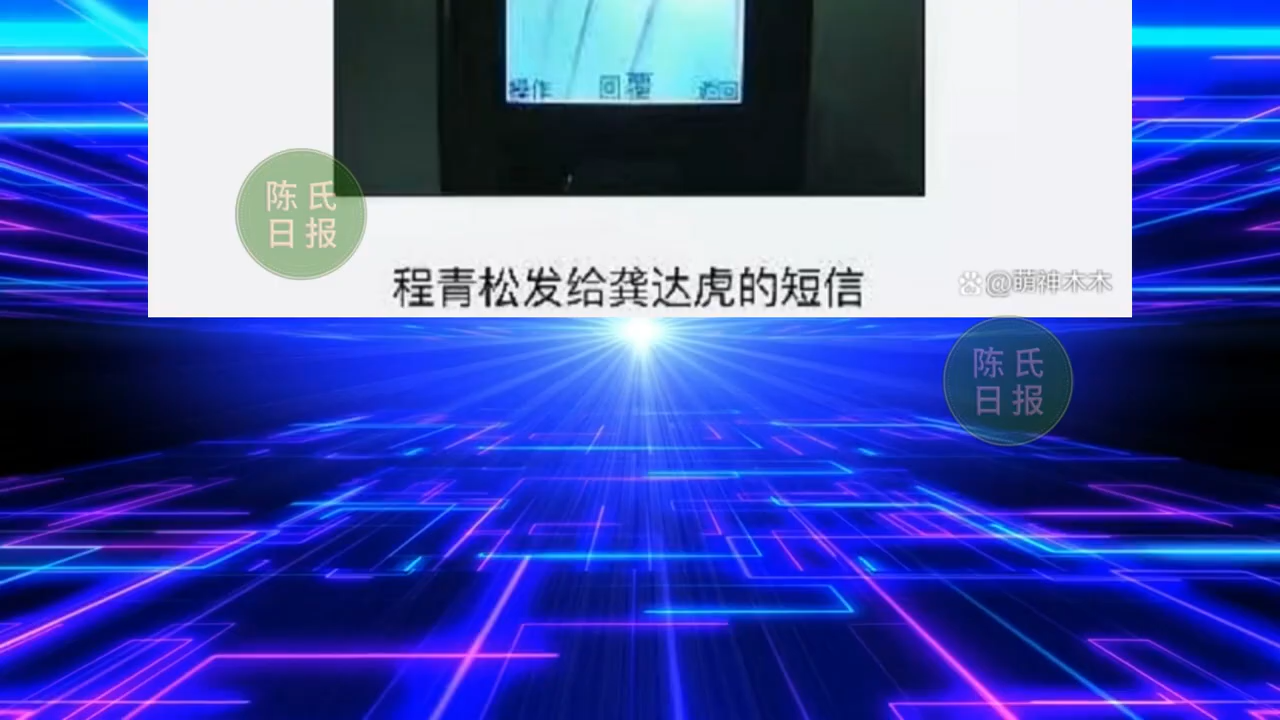 操作 回覆 返回
陈氏
日报
程青松发给龚达虎的短信
@萌神木木
陈氏
日报